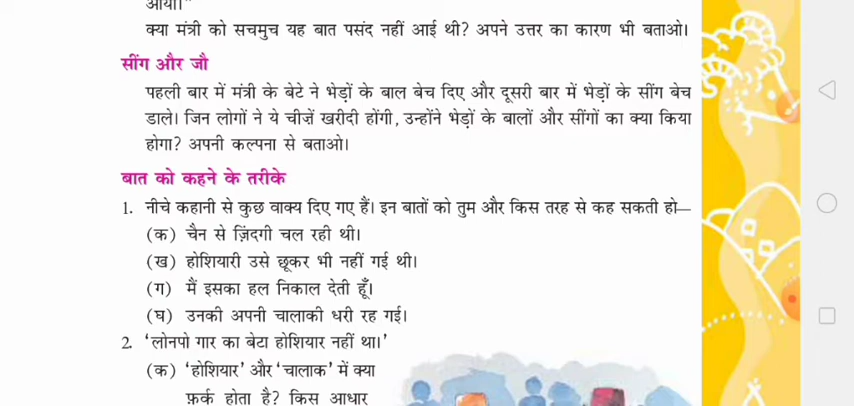 आया।”
क्या मंत्री को सचमुच यह बात पसंद नहीं आई थी? अपने उत्तर का कारण भी बताओ।
सींग और जौ
पहली बार में मंत्री के बेटे ने भेड़ों के बाल बेच दिए और दूसरी बार में भेड़ों के सींग बेच
डाले। जिन लोगों ने ये चीज़ें खरीदी होंगी, उन्होंने भेड़ों के बालों और सींगों का क्या किया
होगा? अपनी कल्पना से बताओ।
बात को कहने के तरीके
1. नीचे कहानी से कुछ वाक्य दिए गए हैं। इन बातों को तुम और किस तरह से कह सकती हो—
(क) चैन से ज़िंदगी चल रही थी।
(ख) होशियारी उसे छूकर भी नहीं गई थी।
(ग) मैं इसका हल निकाल देती हूँ।
(घ) उनकी अपनी चालाकी धरी रह गई।
2. ‘लोनपो गार का बेटा होशियार नहीं था।’
(क) ‘होशियार’ और ‘चालाक’ में क्या
फ़र्क होता है? किस आधार